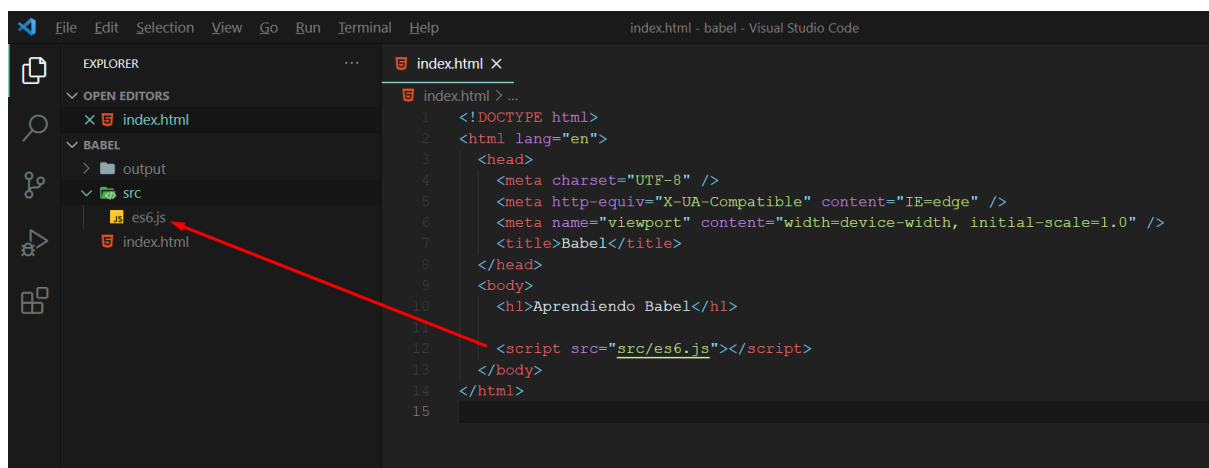 File Edit Selection View Go Run Terminal Help index.html - babel - Visual Studio Code
EXPLORER ...
OPEN EDITORS
index.html
BABEL
output
src
JS es6.js
index.html
index.html
index.html > ...
1 <!DOCTYPE html>
2 <html lang="en">
3 <head>
4 <meta charset="UTF-8" />
5 <meta http-equiv="X-UA-Compatible" content="IE=edge" />
6 <meta name="viewport" content="width=device-width, initial-scale=1.0" />
7 <title>Babel</title>
8 </head>
9 <body>
10 <h1>Aprendiendo Babel</h1>
11
12 <script src="src/es6.js"></script>
13 </body>
14 </html>
15